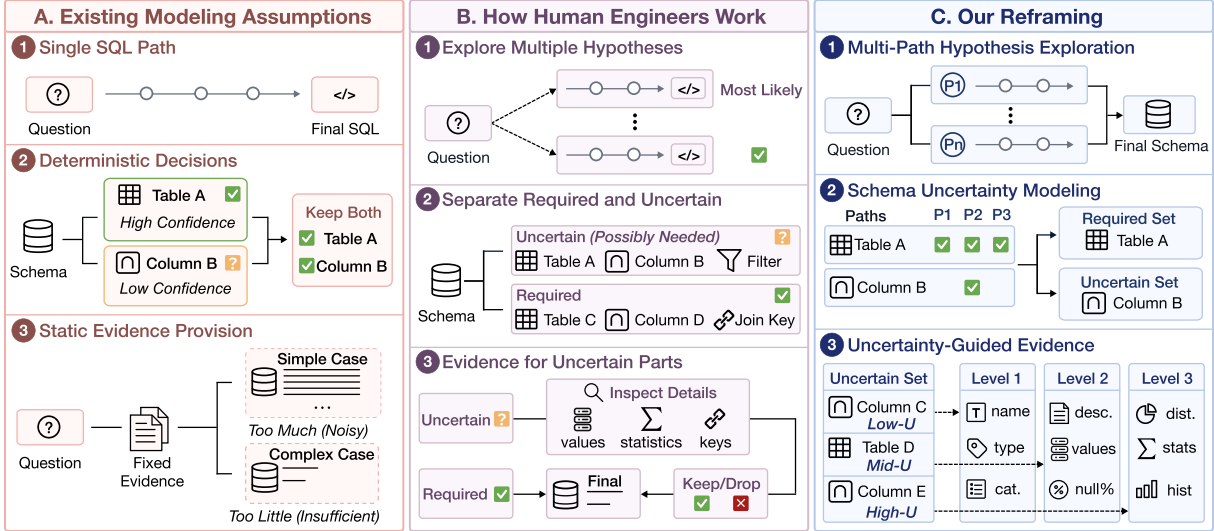 A. Existing Modeling Assumptions
1 Single SQL Path
?
</>
Question
Final SQL
2 Deterministic Decisions
Schema
Table A
High Confidence
Column B ?
Low Confidence
Keep Both
Table A
Column B
3 Static Evidence Provision
?
Question
Fixed
Evidence
Simple Case
...
Too Much (Noisy)
Complex Case
Too Little (Insufficient)
B. How Human Engineers Work
1 Explore Multiple Hypotheses
?
Question
</>
Most Likely
</>
2 Separate Required and Uncertain
Schema
Uncertain (Possibly Needed) ?
Table A Column B Filter
Required
Table C Column D Join Key
3 Evidence for Uncertain Parts
Uncertain ?
Inspect Details
values statistics keys
Required
Final
Keep/Drop
C. Our Reframing
1 Multi-Path Hypothesis Exploration
?
Question
P1
Pn
Final Schema
2 Schema Uncertainty Modeling
Paths P1 P2 P3
Table A
Column B
Required Set
Table A
Uncertain Set
Column B
3 Uncertainty-Guided Evidence
Uncertain Set Level 1 Level 2 Level 3
Column C
Low-U
T name desc. dist.
Table D
Mid-U
type values stats
Column E
High-U
cat. % null% hist